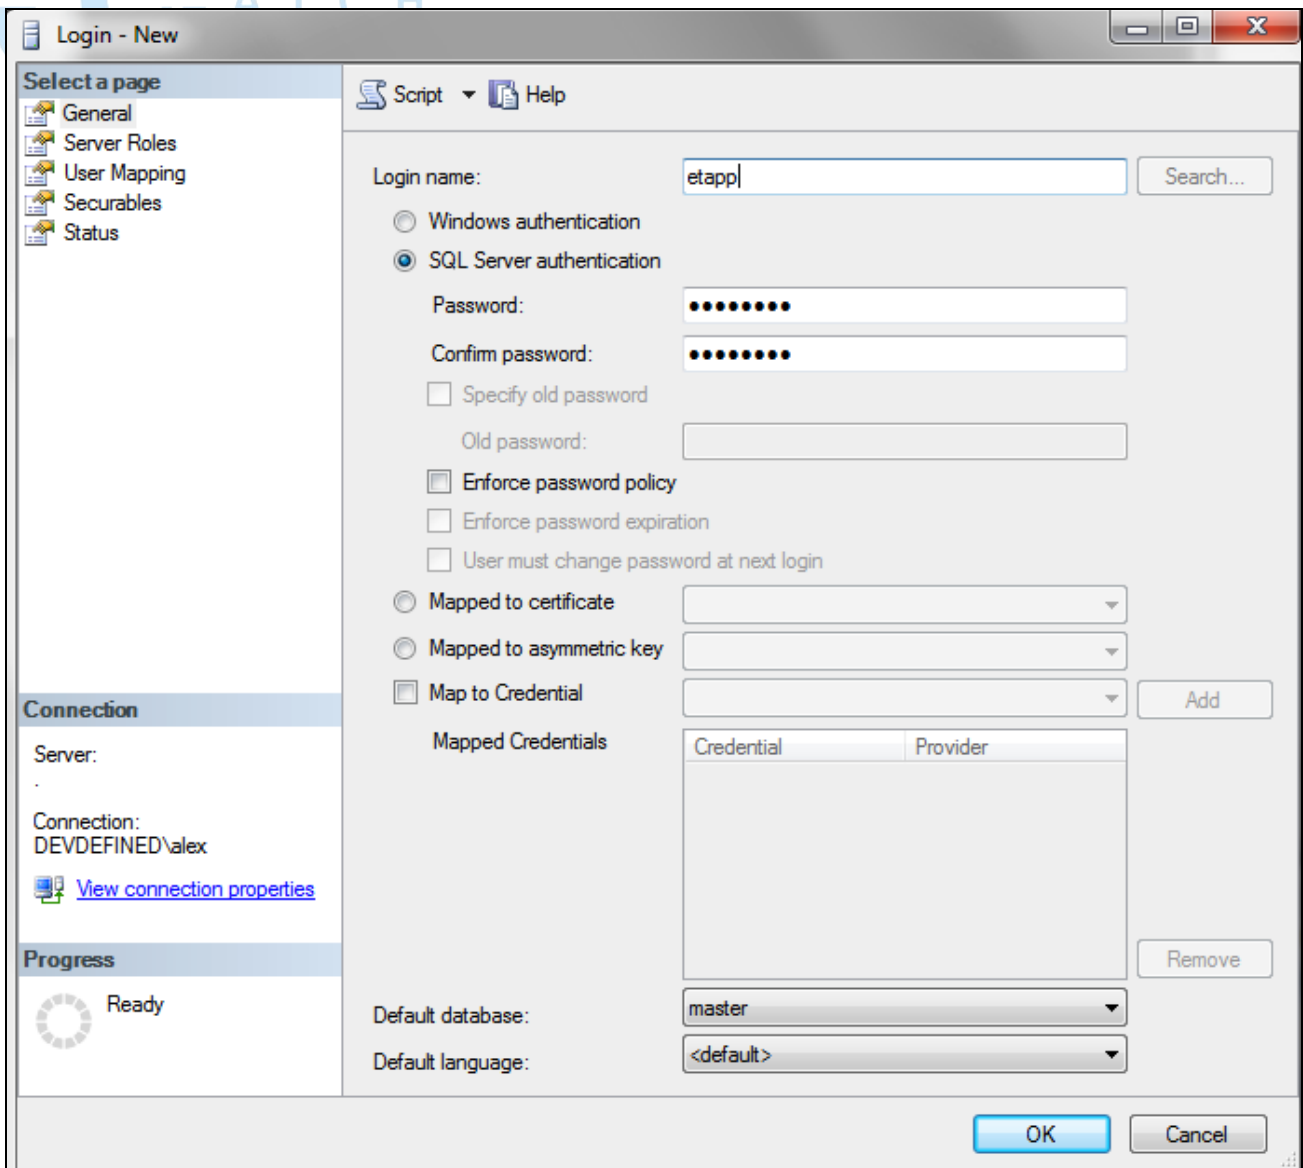 Login - New
Select a page
General
Server Roles
User Mapping
Securables
Status
Script
Help
Login name:
etapp
Search...
Windows authentication
SQL Server authentication
Password:
●●●●●●●●
Confirm password:
●●●●●●●●
Specify old password
Old password:
Enforce password policy
Enforce password expiration
User must change password at next login
Mapped to certificate
Mapped to asymmetric key
Map to Credential
Add
Mapped Credentials
Credential
Provider
Remove
Default database:
master
Default language:
<default>
Connection
Server:
.
Connection:
DEVDEFINED\alex
View connection properties
Progress
Ready
OK
Cancel